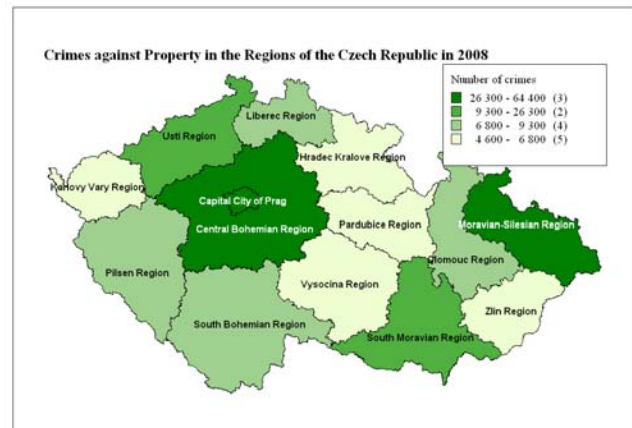 Crimes against Property in the Regions of the Czech Republic in 2008
Number of crimes
26 300 - 64 400 (3)
9 300 - 26 300 (2)
6 800 - 9 300 (4)
4 600 - 6 800 (5)
Liberec Region
Usti Region
Hradec Kralove Region
Karlovy Vary Region
Capital City of Prag
Pardubice Region
Moravian-Silesian Region
Central Bohemian Region
Olomouc Region
Pilsen Region
Vysocina Region
Zlin Region
South Bohemian Region
South Moravian Region